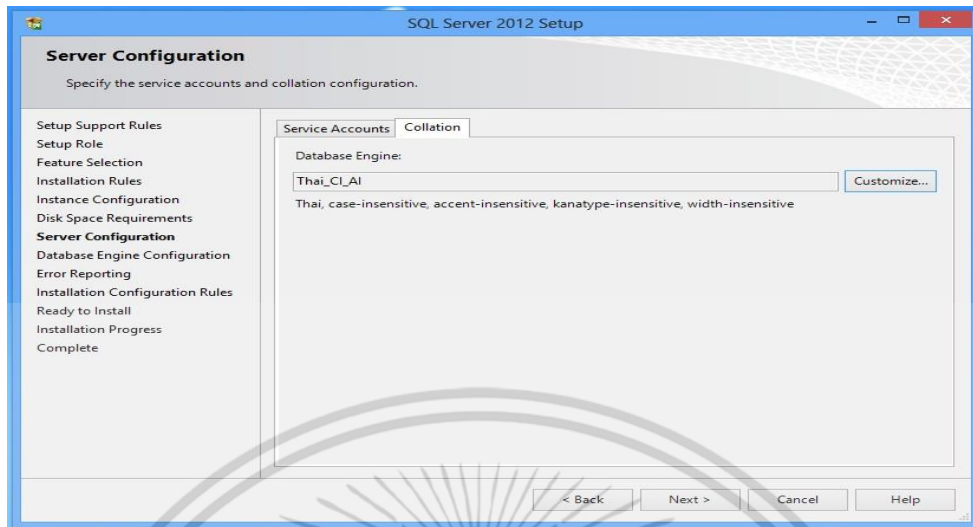 SQL Server 2012 Setup
Server Configuration
Specify the service accounts and collation configuration.
Setup Support Rules
Setup Role
Feature Selection
Installation Rules
Instance Configuration
Disk Space Requirements
Server Configuration
Database Engine Configuration
Error Reporting
Installation Configuration Rules
Ready to Install
Installation Progress
Complete
Service Accounts
Collation
Database Engine:
Thai_CI_AI
Customize...
Thai, case-insensitive, accent-insensitive, kanatype-insensitive, width-insensitive
< Back
Next >
Cancel
Help